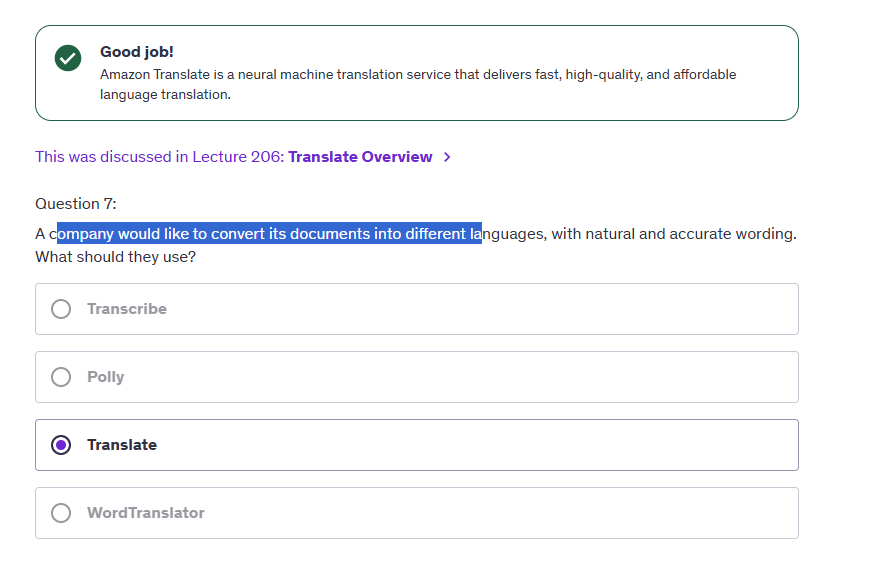 Good job!
Amazon Translate is a neural machine translation service that delivers fast, high-quality, and affordable
language translation.
This was discussed in Lecture 206: Translate Overview >
Question 7:
A company would like to convert its documents into different languages, with natural and accurate wording.
What should they use?
Transcribe
Polly
Translate
WordTranslator